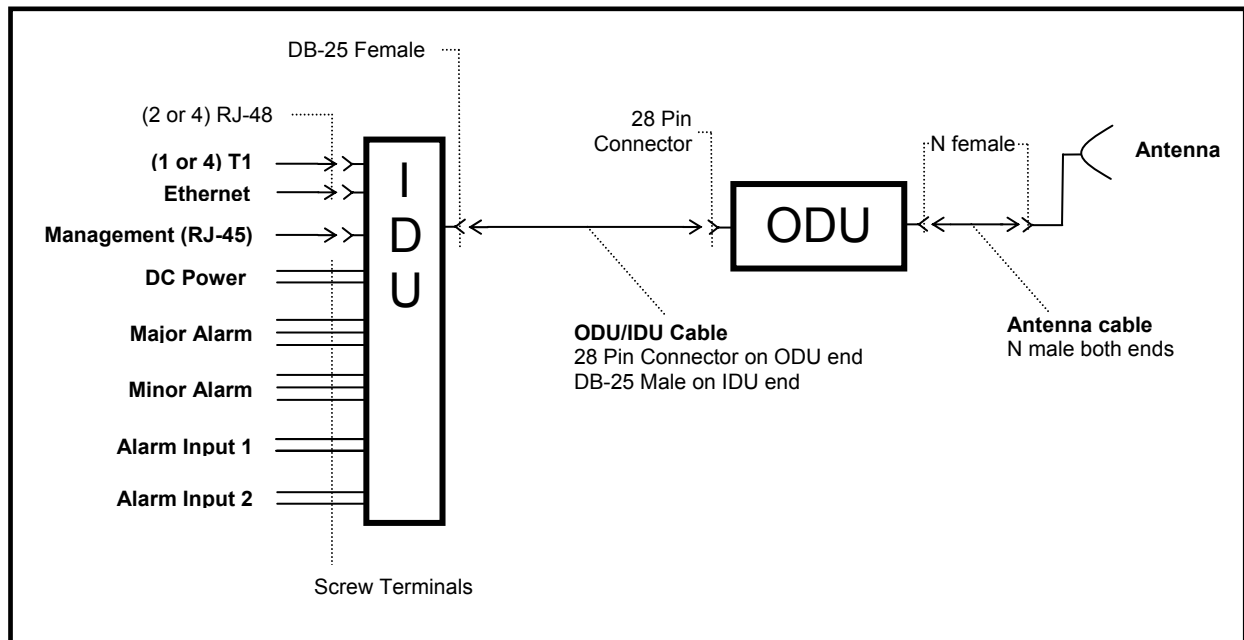 DB-25 Female
(2 or 4) RJ-48
28 Pin
Connector
N female
Antenna
(1 or 4) T1
Ethernet
Management (RJ-45)
DC Power
Major Alarm
Minor Alarm
Alarm Input 1
Alarm Input 2
I
D
U
ODU
ODU/IDU Cable
28 Pin Connector on ODU end
DB-25 Male on IDU end
Antenna cable
N male both ends
Screw Terminals